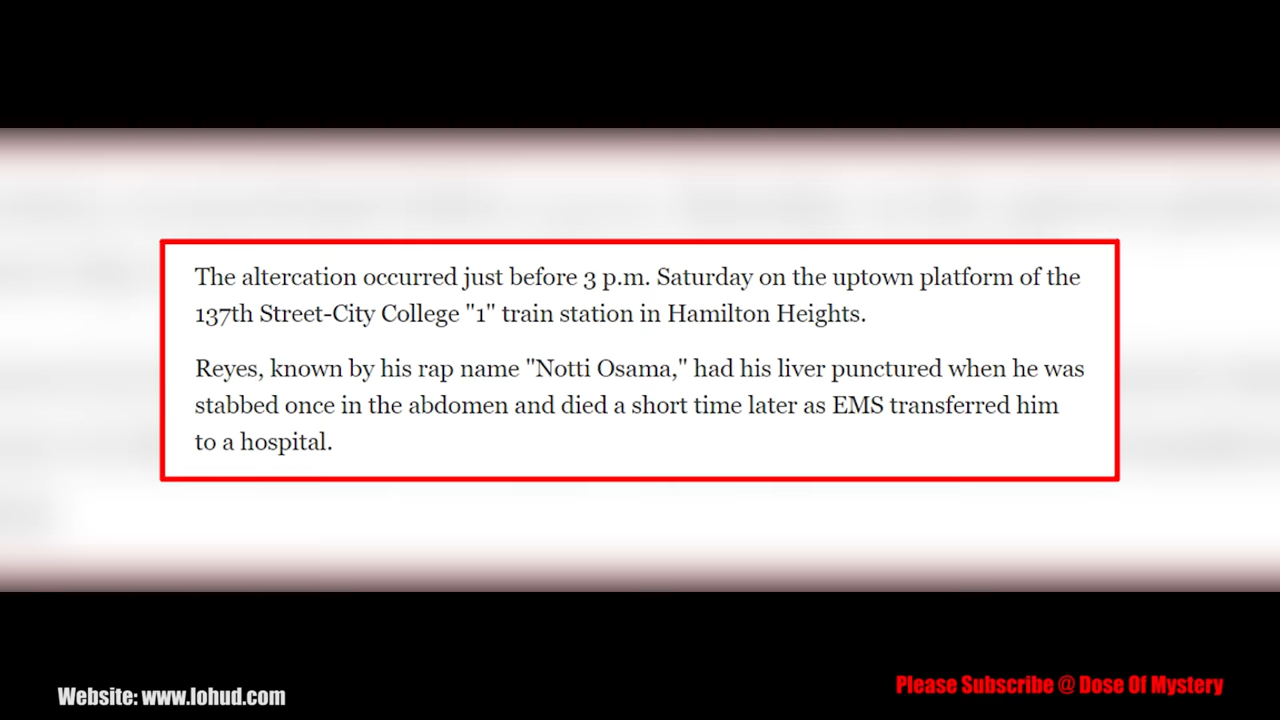 The altercation occurred just before 3 p.m. Saturday on the uptown platform of the
137th Street-City College "1" train station in Hamilton Heights.
Reyes, known by his rap name "Notti Osama," had his liver punctured when he was
stabbed once in the abdomen and died a short time later as EMS transferred him
to a hospital.
Website: www.lohud.com
Please Subscribe @ Dose Of Mystery